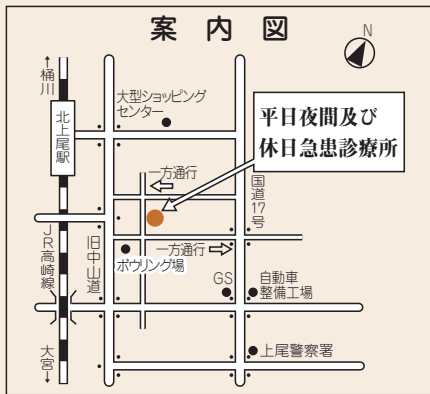 案内図
N
↑
桶川
北上尾駅
大型ショッピング
センター
平日夜間及び
休日急患診療所
一方通行
国道17号
旧中山道
JR高崎線
一方通行
ボウリング場
GS
自動車
整備工場
上尾警察署
大宮
↓